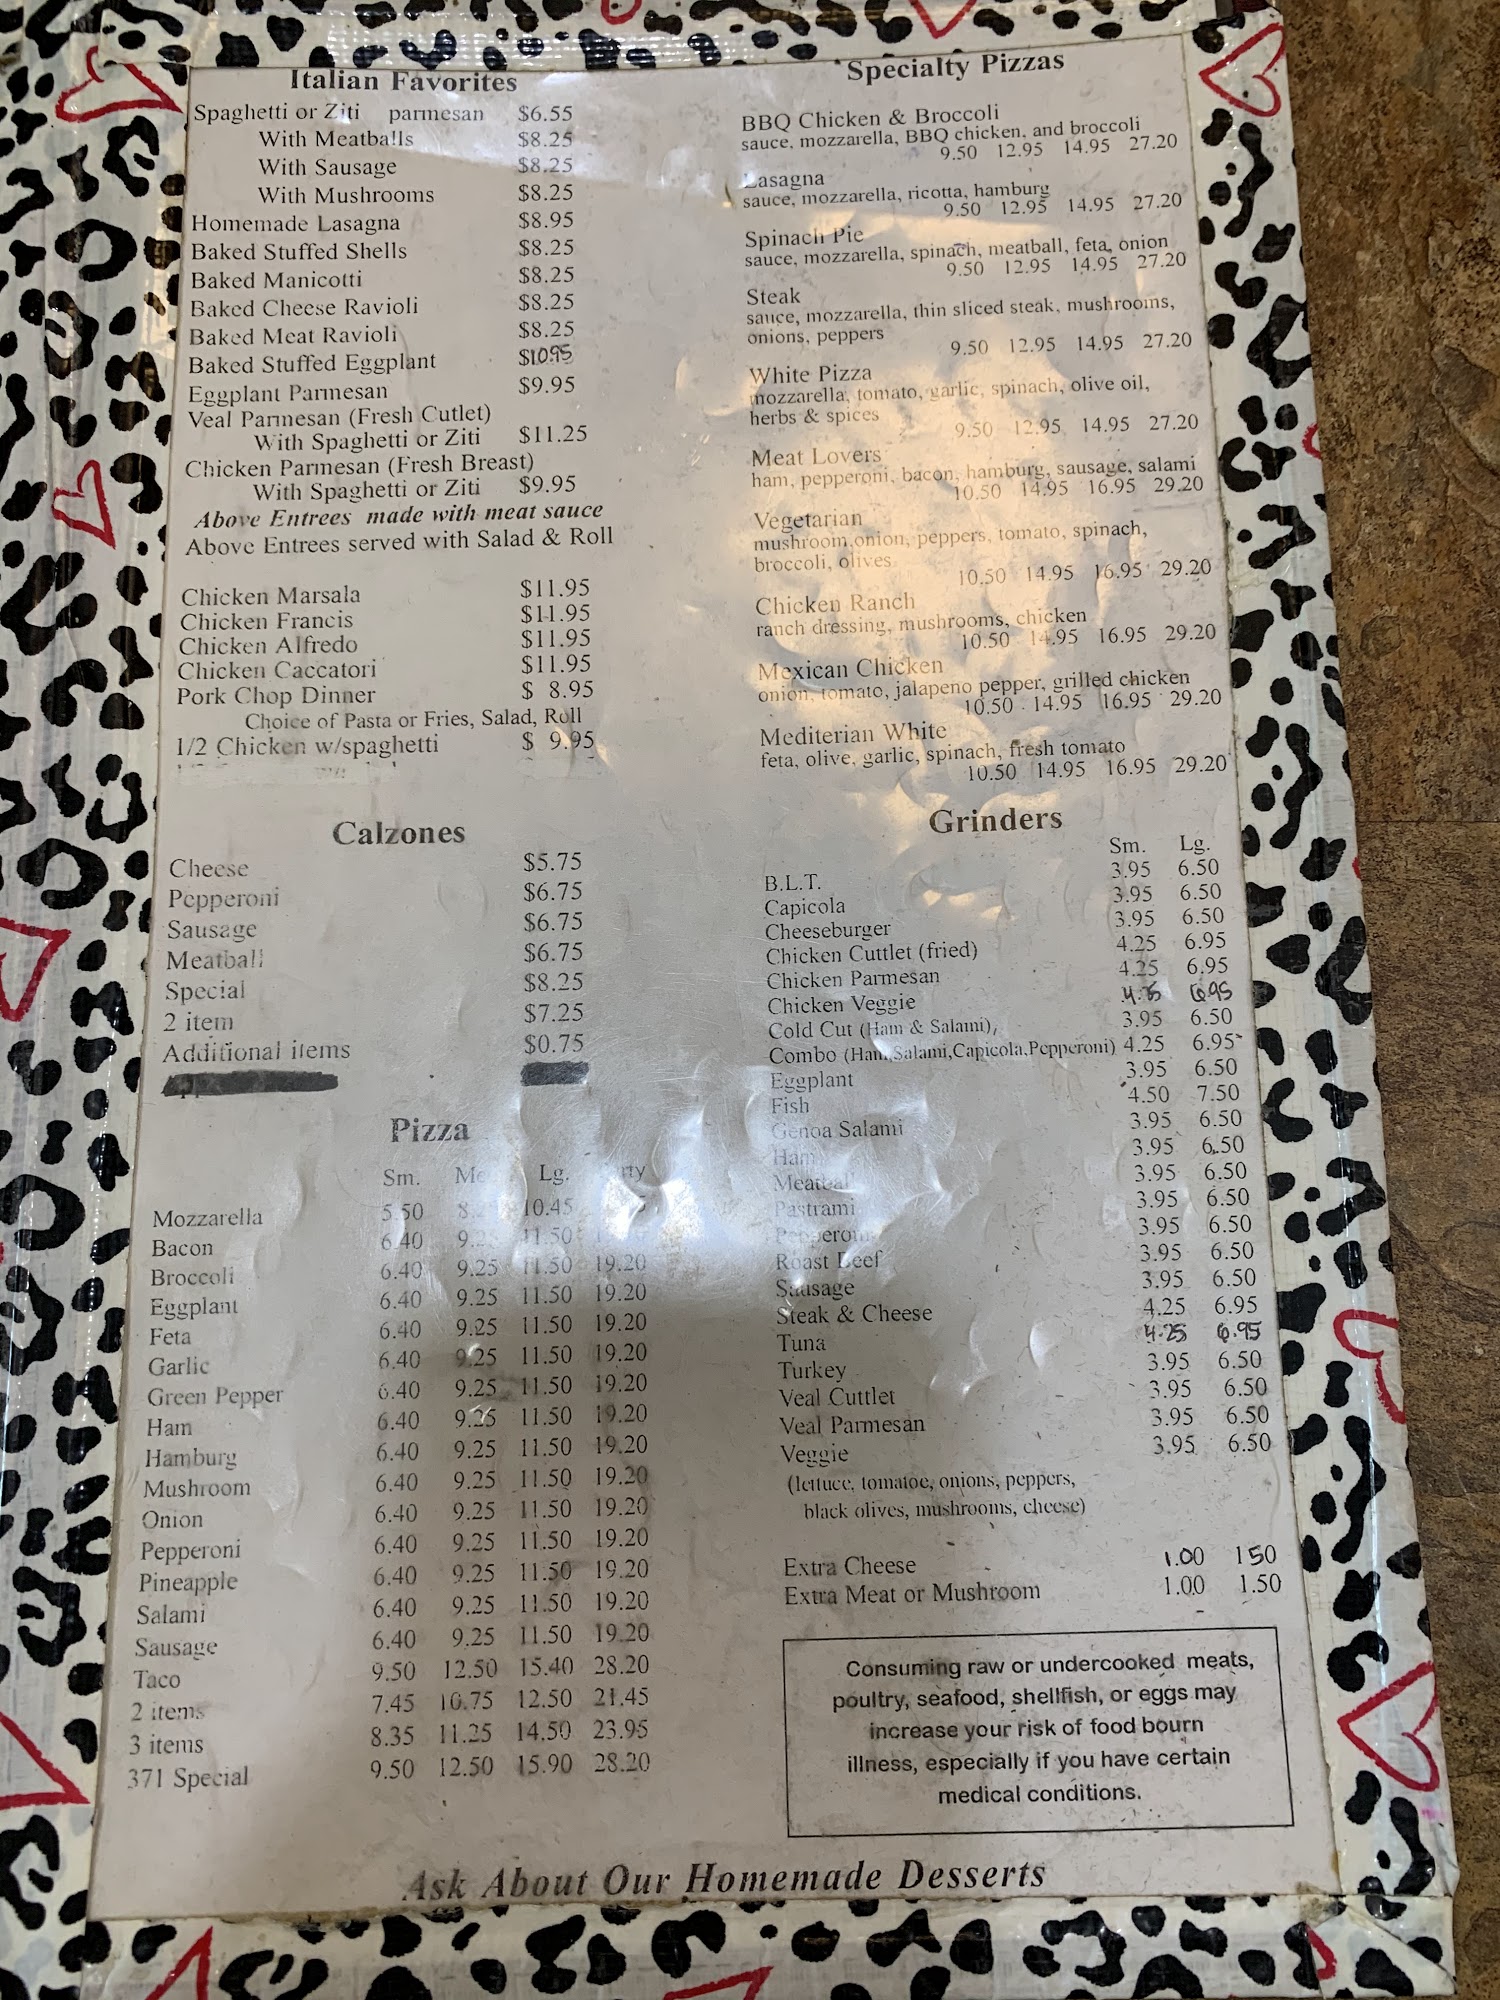 Italian Favorites
Spaghetti or Ziti parmesan $6.55
With Meatballs $8.25
With Sausage $8.25
With Mushrooms $8.25
Homemade Lasagna $8.95
Baked Stuffed Shells $8.25
Baked Manicotti $8.25
Baked Cheese Ravioli $8.25
Baked Meat Ravioli $8.25
Baked Stuffed Eggplant $10.95
Eggplant Parmesan $9.95
Veal Parmesan (Fresh Cutlet)
With Spaghetti or Ziti $11.25
Chicken Parmesan (Fresh Breast)
With Spaghetti or Ziti $9.95
Above Entrees made with meat sauce
Above Entrees served with Salad & Roll
Chicken Marsala $11.95
Chicken Francis $11.95
Chicken Alfredo $11.95
Chicken Caccatori $11.95
Pork Chop Dinner $ 8.95
Choice of Pasta or Fries, Salad, Roll
1/2 Chicken w/spaghetti $ 9.95
Calzones
Cheese $5.75
Pepperoni $6.75
Sausage $6.75
Meatball $6.75
Special $8.25
2 item $7.25
Additional items $0.75
Pizza
Sm. Lg.
Mozzarella 5.50 10.45
Bacon 6.40 11.50
Broccoli 6.40 9.25 11.50 19.20
Eggplant 6.40 9.25 11.50 19.20
Feta 6.40 9.25 11.50 19.20
Garlic 6.40 9.25 11.50 19.20
Green Pepper 6.40 9.25 11.50 19.20
Ham 6.40 9.25 11.50 19.20
Hamburg 6.40 9.25 11.50 19.20
Mushroom 6.40 9.25 11.50 19.20
Onion 6.40 9.25 11.50 19.20
Pepperoni 6.40 9.25 11.50 19.20
Pineapple 6.40 9.25 11.50 19.20
Salami 6.40 9.25 11.50 19.20
Sausage 6.40 9.25 11.50 19.20
Taco 9.50 12.50 15.40 28.20
2 items 7.45 10.75 12.50 21.45
3 items 8.35 11.25 14.50 23.95
371 Special 9.50 12.50 15.90 28.20
Specialty Pizzas
BBQ Chicken & Broccoli
sauce, mozzarella, BBQ chicken, and broccoli
9.50 12.95 14.95 27.20
Lasagna
sauce, mozzarella, ricotta, hamburg
9.50 12.95 14.95 27.20
Spinach Pie
sauce, mozzarella, spinach, meatball, feta, onion
9.50 12.95 14.95 27.20
Steak
sauce, mozzarella, thin sliced steak, mushrooms,
onions, peppers
9.50 12.95 14.95 27.20
White Pizza
mozzarella, tomato, garlic, spinach, olive oil,
herbs & spices
9.50 12.95 14.95 27.20
Meat Lovers
ham, pepperoni, bacon, hamburg, sausage, salami
10.50 14.95 16.95 29.20
Vegetarian
mushroom,onion, peppers, tomato, spinach,
broccoli, olives
10.50 14.95 16.95 29.20
Chicken Ranch
ranch dressing, mushrooms, chicken
10.50 14.95 16.95 29.20
Mexican Chicken
onion, tomato, jalapeno pepper, grilled chicken
10.50 14.95 16.95 29.20
Mediterian White
feta, olive, garlic, spinach, fresh tomato
10.50 14.95 16.95 29.20
Grinders
Sm. Lg.
B.L.T. 3.95 6.50
Capicola 3.95 6.50
Cheeseburger 3.95 6.50
Chicken Cuttlet (fried) 4.25 6.95
Chicken Parmesan 4.25 6.95
Chicken Veggie 6.95
Cold Cut (Ham & Salami), 3.95 6.50
Combo (Ham,Salami,Capicola,Pepperoni) 4.25 6.95
Eggplant 3.95 6.50
Fish 4.50 7.50
Genoa Salami 3.95 6.50
Ham 3.95 6.50
Meatball 3.95 6.50
Pastrami 3.95 6.50
Pepperoni 3.95 6.50
Roast Beef 3.95 6.50
Sausage 3.95 6.50
Steak & Cheese 4.25 6.95
Tuna 4.25 6.95
Turkey 3.95 6.50
Veal Cuttlet 3.95 6.50
Veal Parmesan 3.95 6.50
Veggie 3.95 6.50
(lettuce, tomatoe, onions, peppers,
black olives, mushrooms, cheese)
Extra Cheese 1.00 1 50
Extra Meat or Mushroom 1.00 1.50
Consuming raw or undercooked meats,
poultry, seafood, shellfish, or eggs may
increase your risk of food bourn
illness, especially if you have certain
medical conditions.
Ask About Our Homemade Desserts